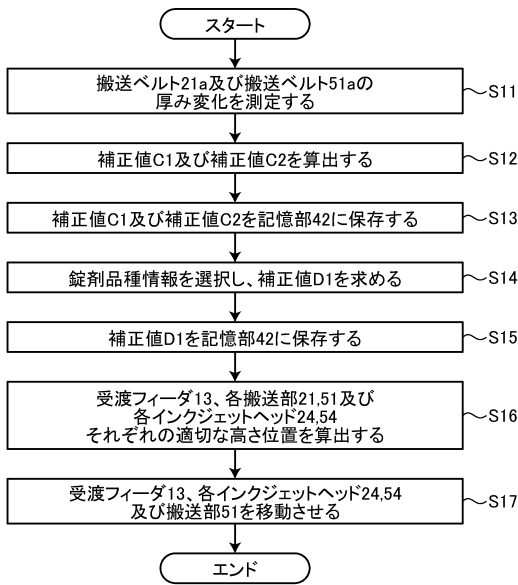 スタート
搬送ベルト21a及び搬送ベルト51aの
厚み変化を測定する
S11
補正値C1及び補正値C2を算出する
S12
補正値C1及び補正値C2を記憶部42に保存する
S13
錠剤品種情報を選択し、補正値D1を求める
S14
補正値D1を記憶部42に保存する
S15
受渡フィーダ13、各搬送部21,51及び
各インクジェットヘッド24,54
それぞれの適切な高さ位置を算出する
S16
受渡フィーダ13、各インクジェットヘッド24,54
及び搬送部51を移動させる
S17
エンド